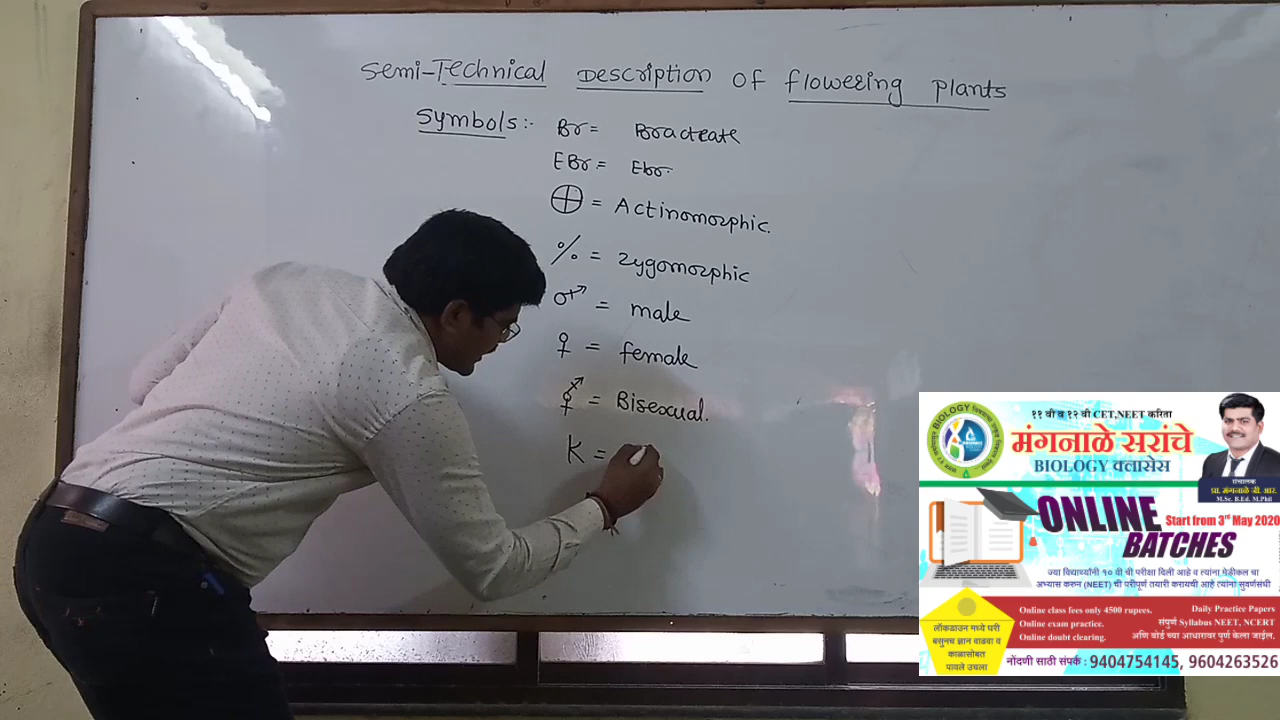 Semi-Technical Description of flowering plants
Symbols:-
Br = Bracteate
EBr = Ebr.
⊕ = Actinomorphic.
% = Zygomorphic
♂ = male
♀ = female
⚥ = Bisexual.
K =
BIOLOGY
११ वी व १२ वी CET,NEET करिता
मंगनाळे सरांचे
BIOLOGY क्लासेस
संचालक
प्रा. मंगनाळे जी. आर.
M.Sc. B.Ed. M.Phil
ONLINE
BATCHES
Start from 3rd May 2020
ज्या विद्यार्थ्यांनी १० वी ची परीक्षा दिली आहे व त्यांना मेडीकल चा
अभ्यास करुन (NEET) ची परीपूर्ण तयारी करायची आहे त्यांना सुवर्णसंधी
लॉकडाउन मध्ये घरी
बसुनच ज्ञान वाढवा व
काळासोबत
पावले उचला
Online class fees only 4500 rupees.
Online exam practice.
Online doubt clearing.
Daily Practice Papers
संपुर्ण Syllabus NEET, NCERT
आणि बोर्ड च्या आधारावर पुर्ण केला जाईल.
नोंदणी साठी संपर्क : 9404754145, 9604263526